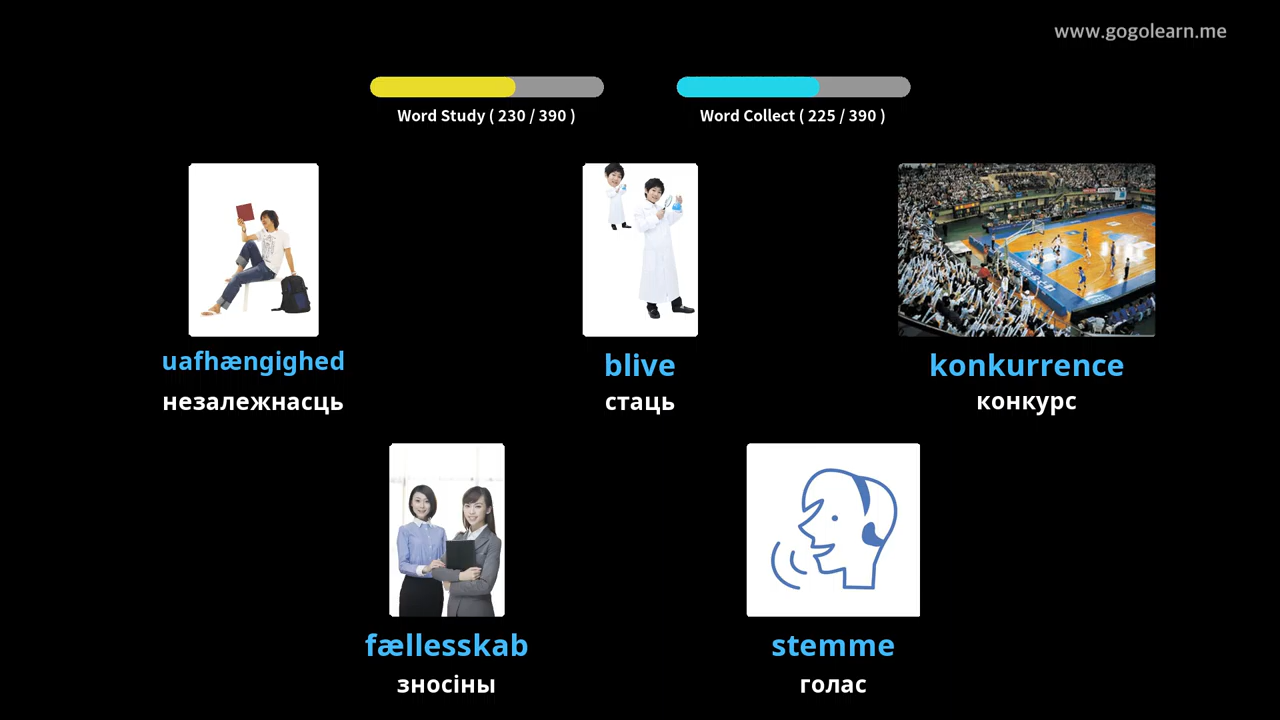 www.gogolearn.me
Word Study ( 230 / 390 )
Word Collect ( 225 / 390 )
uafhængighed
незалежнасць
blive
стаць
konkurrence
конкурс
fællesskab
зносіны
stemme
голас